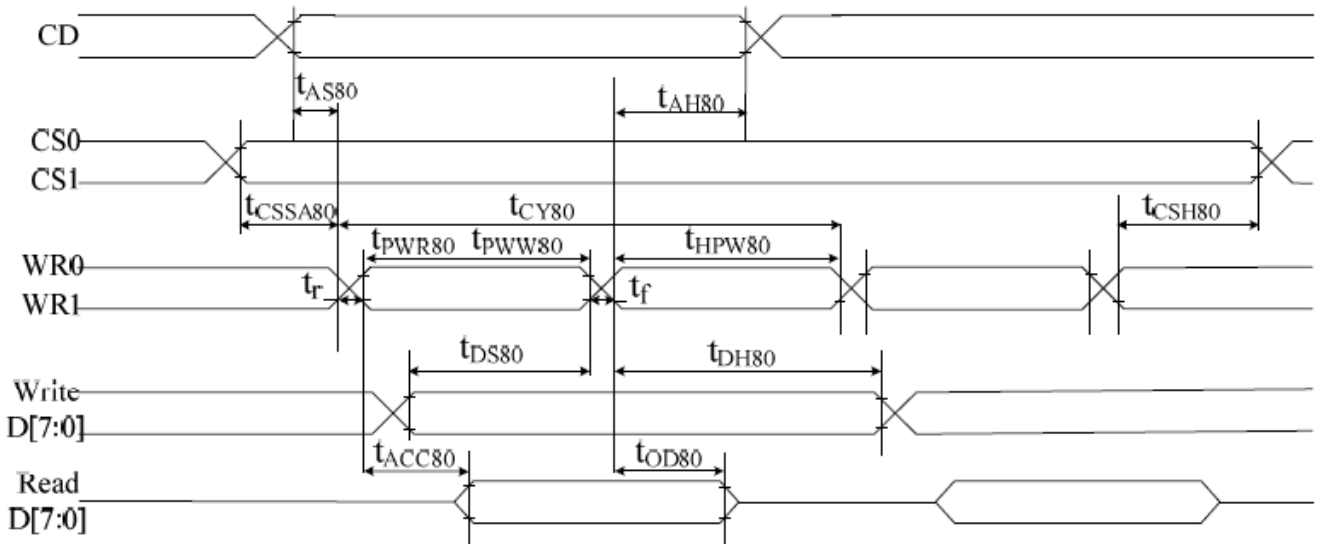 CD
tAS80
tAH80
CS0
CS1
tCSSA80
tCY80
tCSH80
tPWR80 tPWW80
tHPW80
WR0
WR1
tr
tf
tDS80
tDH80
Write
D[7:0]
tACC80
tOD80
Read
D[7:0]